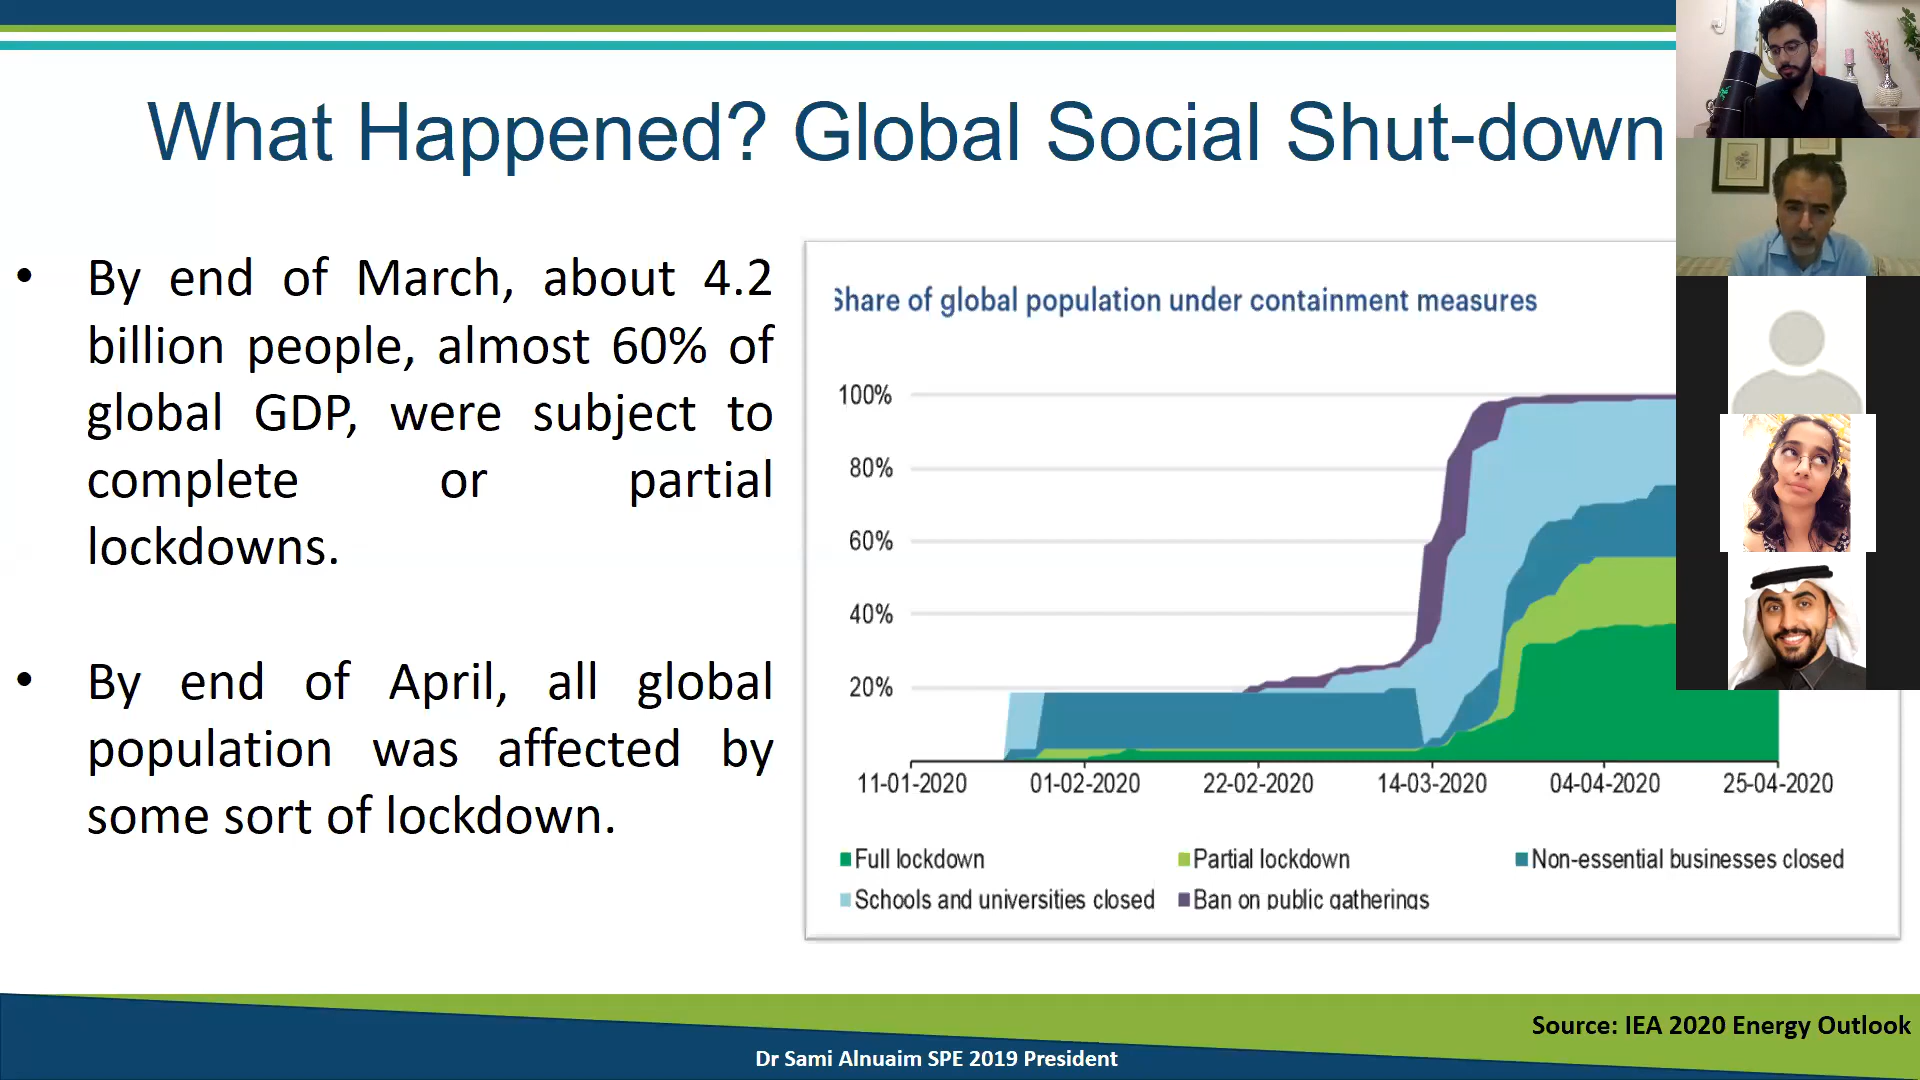 What Happened? Global Social Shut-down
• By end of March, about 4.2
billion people, almost 60% of
global GDP, were subject to
complete or partial
lockdowns.
• By end of April, all global
population was affected by
some sort of lockdown.
Share of global population under containment measures
100%
80%
60%
40%
20%
11-01-2020 01-02-2020 22-02-2020 14-03-2020 04-04-2020 25-04-2020
Full lockdown Partial lockdown Non-essential businesses closed
Schools and universities closed Ban on public gatherings
Source: IEA 2020 Energy Outlook
Dr Sami Alnuaim SPE 2019 President